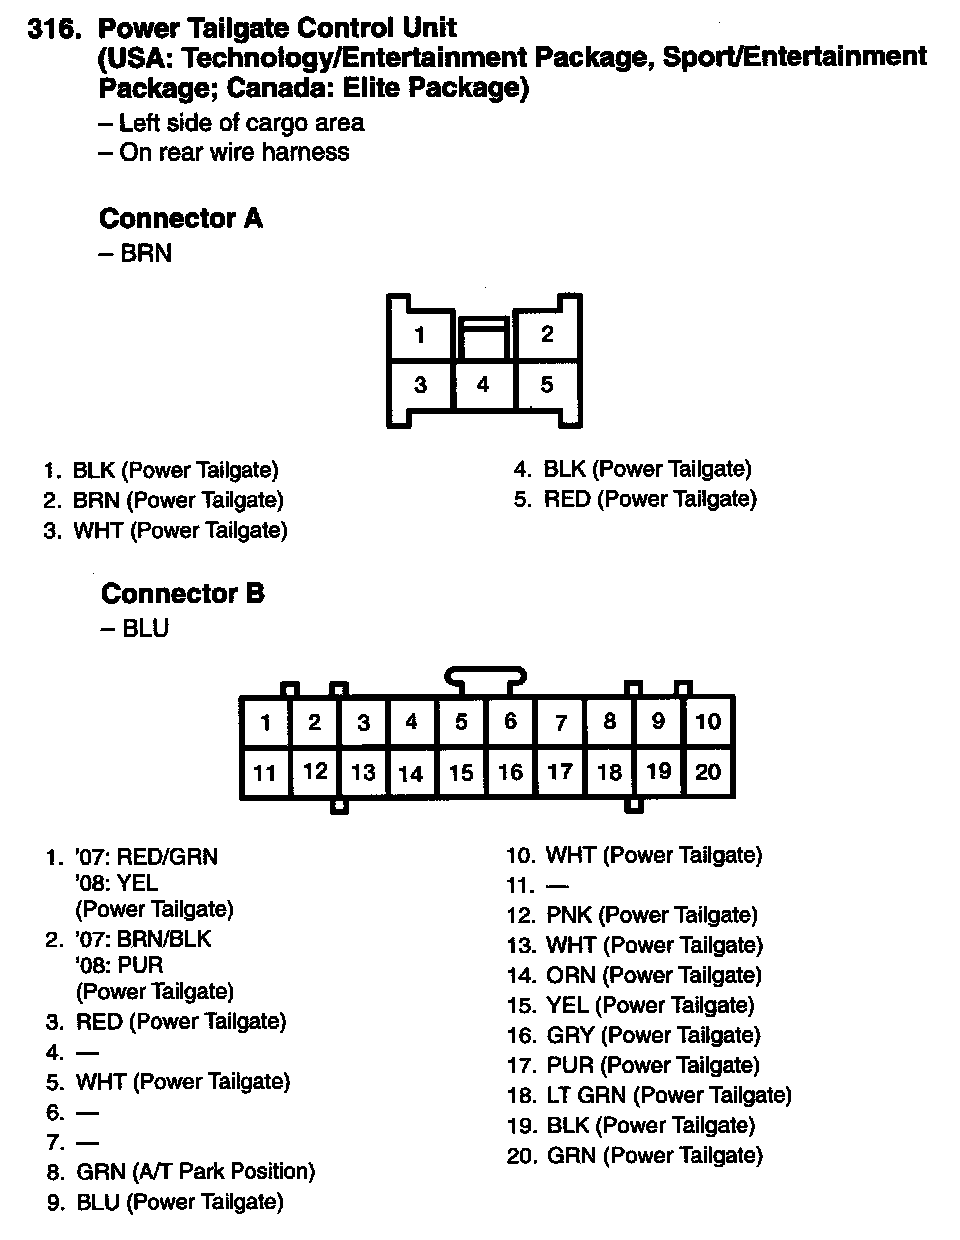 316. Power Tailgate Control Unit
(USA: Technology/Entertainment Package, Sport/Entertainment
Package; Canada: Elite Package)
– Left side of cargo area
– On rear wire harness
Connector A
– BRN
1 2
3 4 5
1. BLK (Power Tailgate)
2. BRN (Power Tailgate)
3. WHT (Power Tailgate)
4. BLK (Power Tailgate)
5. RED (Power Tailgate)
Connector B
– BLU
1 2 3 4 5 6 7 8 9 10
11 12 13 14 15 16 17 18 19 20
1. '07: RED/GRN
'08: YEL
(Power Tailgate)
2. '07: BRN/BLK
'08: PUR
(Power Tailgate)
3. RED (Power Tailgate)
4. —
5. WHT (Power Tailgate)
6. —
7. —
8. GRN (A/T Park Position)
9. BLU (Power Tailgate)
10. WHT (Power Tailgate)
11. —
12. PNK (Power Tailgate)
13. WHT (Power Tailgate)
14. ORN (Power Tailgate)
15. YEL (Power Tailgate)
16. GRY (Power Tailgate)
17. PUR (Power Tailgate)
18. LT GRN (Power Tailgate)
19. BLK (Power Tailgate)
20. GRN (Power Tailgate)